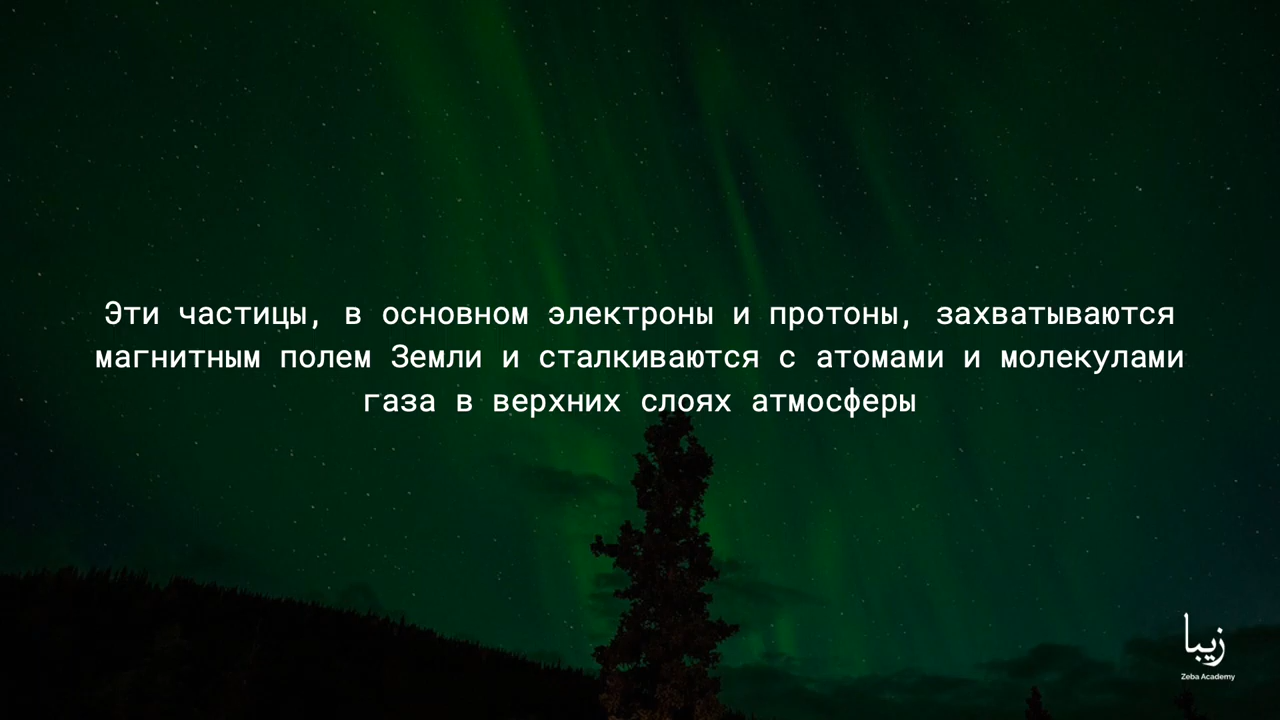 Эти частицы, в основном электроны и протоны, захватываются
магнитным полем Земли и сталкиваются с атомами и молекулами
газа в верхних слоях атмосферы
زيبا
Zeba Academy